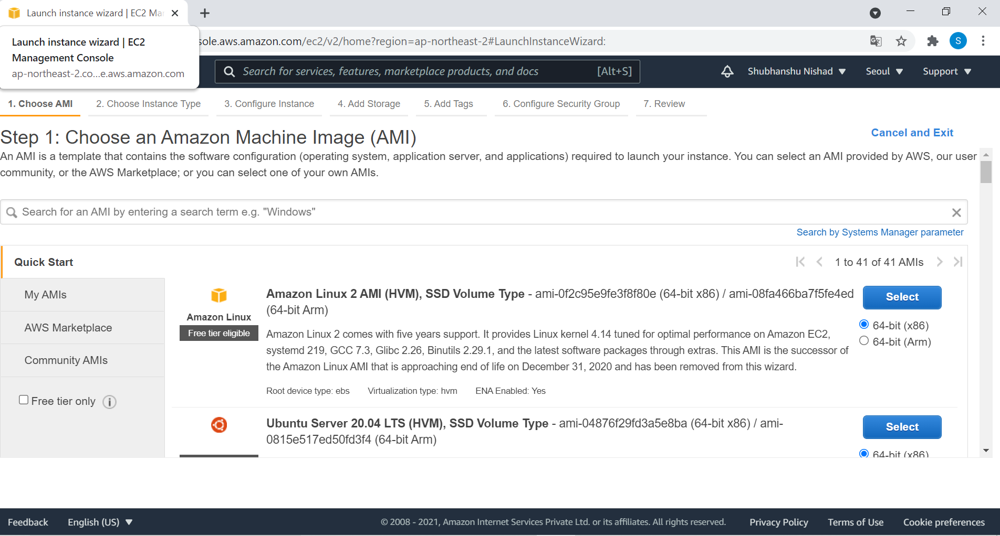 Launch instance wizard | EC2 Mar
Launch instance wizard | EC2
Management Console
ap-northeast-2.co...e.aws.amazon.com
sole.aws.amazon.com/ec2/v2/home?region=ap-northeast-2#LaunchInstanceWizard:
S
Search for services, features, marketplace products, and docs [Alt+S]
Shubhanshu Nishad Seoul Support
1. Choose AMI 2. Choose Instance Type 3. Configure Instance 4. Add Storage 5. Add Tags 6. Configure Security Group 7. Review
Step 1: Choose an Amazon Machine Image (AMI)
Cancel and Exit
An AMI is a template that contains the software configuration (operating system, application server, and applications) required to launch your instance. You can select an AMI provided by AWS, our user
community, or the AWS Marketplace; or you can select one of your own AMIs.
Search for an AMI by entering a search term e.g. "Windows"
Search by Systems Manager parameter
Quick Start
1 to 41 of 41 AMIs
My AMIs
AWS Marketplace
Community AMIs
Free tier only
Amazon Linux
Free tier eligible
Amazon Linux 2 AMI (HVM), SSD Volume Type - ami-0f2c95e9fe3f8f80e (64-bit x86) / ami-08fa466ba7f5fe4ed
(64-bit Arm)
Amazon Linux 2 comes with five years support. It provides Linux kernel 4.14 tuned for optimal performance on Amazon EC2,
systemd 219, GCC 7.3, Glibc 2.26, Binutils 2.29.1, and the latest software packages through extras. This AMI is the successor of
the Amazon Linux AMI that is approaching end of life on December 31, 2020 and has been removed from this wizard.
Root device type: ebs Virtualization type: hvm ENA Enabled: Yes
Select
64-bit (x86)
64-bit (Arm)
Ubuntu Server 20.04 LTS (HVM), SSD Volume Type - ami-04876f29fd3a5e8ba (64-bit x86) / ami-
0815e517ed50fd3f4 (64-bit Arm)
Select
64-bit (x86)
Feedback English (US) © 2008 - 2021, Amazon Internet Services Private Ltd. or its affiliates. All rights reserved. Privacy Policy Terms of Use Cookie preferences